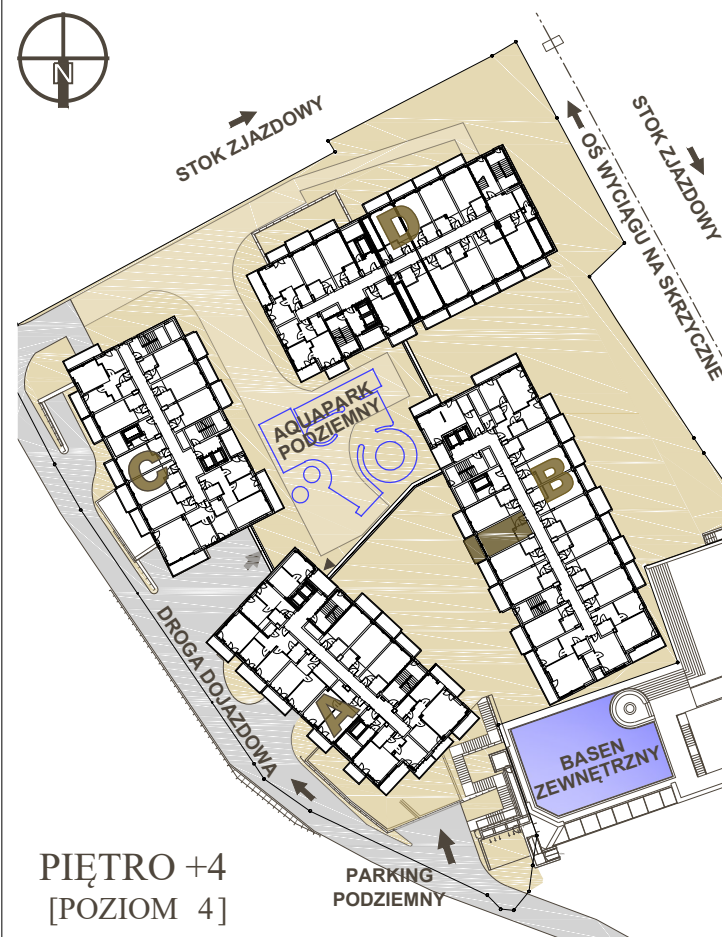 N
STOK ZJAZDOWY
STOK ZJAZDOWY
OŚ WYCIĄGU NA SKRZYCZNE
D
AQUAPARK
PODZIEMNY
C
B
A
DROGA DOJAZDOWA
BASEN
ZEWNĘTRZNY
PIĘTRO +4
[POZIOM 4]
PARKING
PODZIEMNY